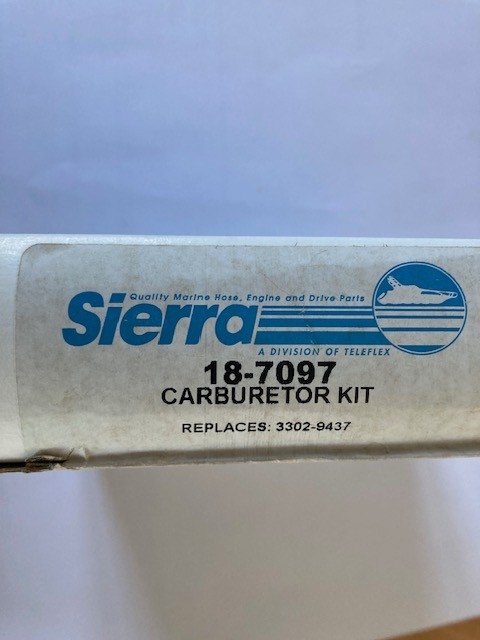 Quality Marine Hose, Engine and Drive Parts
Sierra
A DIVISION OF TELEFLEX
18-7097
CARBURETOR KIT
REPLACES: 3302-9437